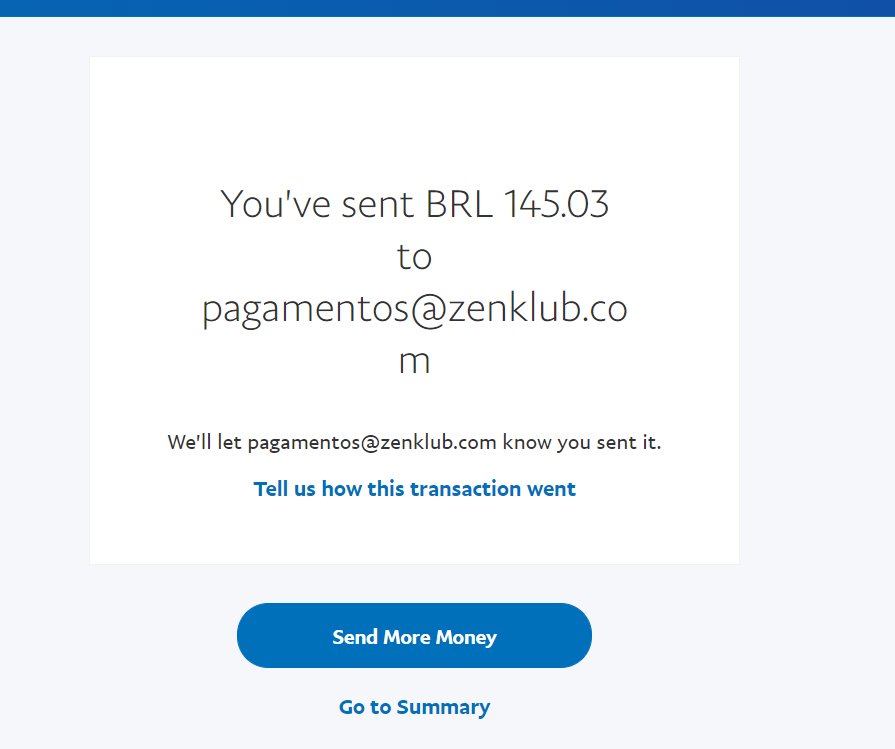 You've sent BRL 145.03
to
pagamentos@zenklub.co
m
We'll let pagamentos@zenklub.com know you sent it.
Tell us how this transaction went
Send More Money
Go to Summary